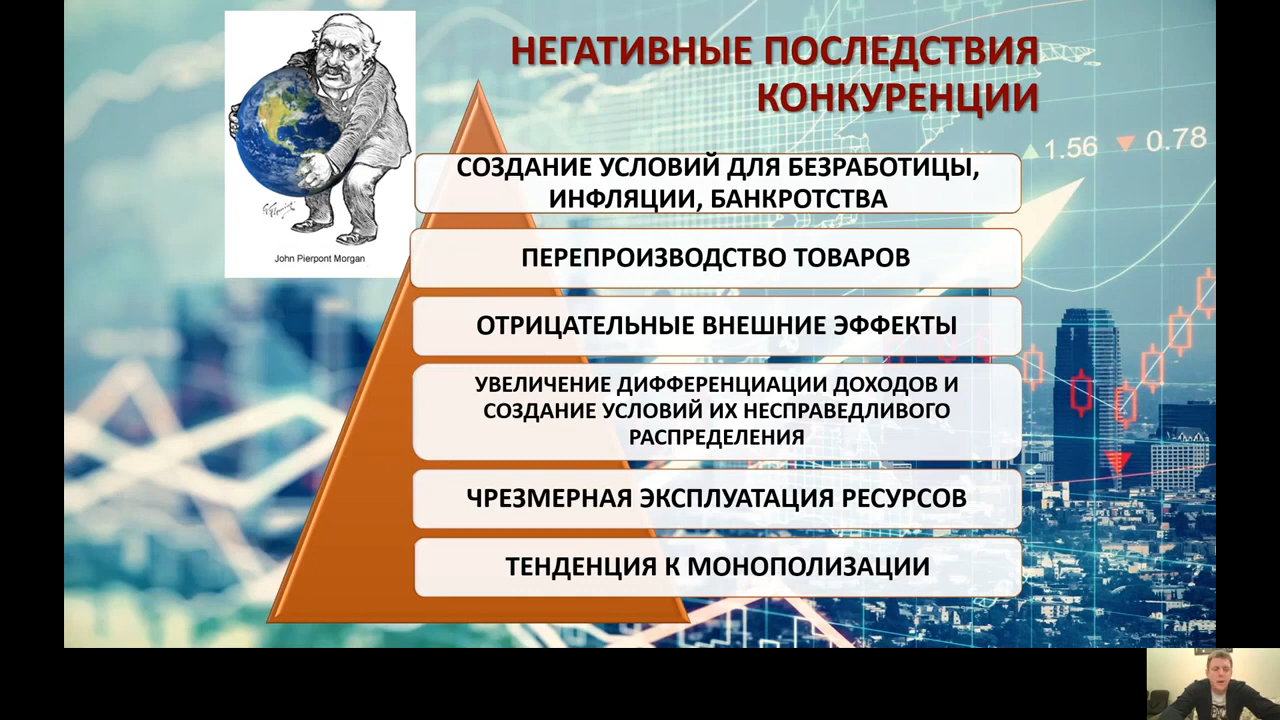 НЕГАТИВНЫЕ ПОСЛЕДСТВИЯ
КОНКУРЕНЦИИ
1.56
0.78
СОЗДАНИЕ УСЛОВИЙ ДЛЯ БЕЗРАБОТИЦЫ,
ИНФЛЯЦИИ, БАНКРОТСТВА
John Pierpont Morgan
ПЕРЕПРОИЗВОДСТВО ТОВАРОВ
ОТРИЦАТЕЛЬНЫЕ ВНЕШНИЕ ЭФФЕКТЫ
УВЕЛИЧЕНИЕ ДИФФЕРЕНЦИАЦИИ ДОХОДОВ И
СОЗДАНИЕ УСЛОВИЙ ИХ НЕСПРАВЕДЛИВОГО
РАСПРЕДЕЛЕНИЯ
ЧРЕЗМЕРНАЯ ЭКСПЛУАТАЦИЯ РЕСУРСОВ
ТЕНДЕНЦИЯ К МОНОПОЛИЗАЦИИ